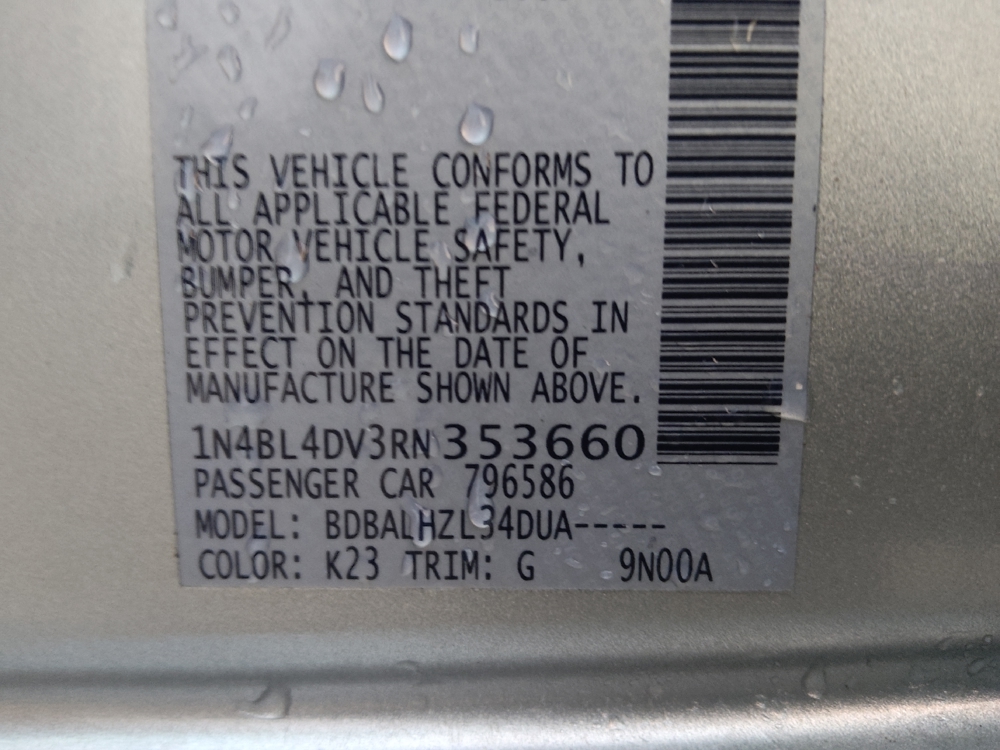 THIS VEHICLE CONFORMS TO
ALL APPLICABLE FEDERAL
MOTOR VEHICLE SAFETY,
BUMPER, AND THEFT
PREVENTION STANDARDS IN
EFFECT ON THE DATE OF
MANUFACTURE SHOWN ABOVE.
1N4BL4DV3RN353660
PASSENGER CAR 796586
MODEL: BDBALHZL34DUA-----
COLOR: K23 TRIM: G 9N00A